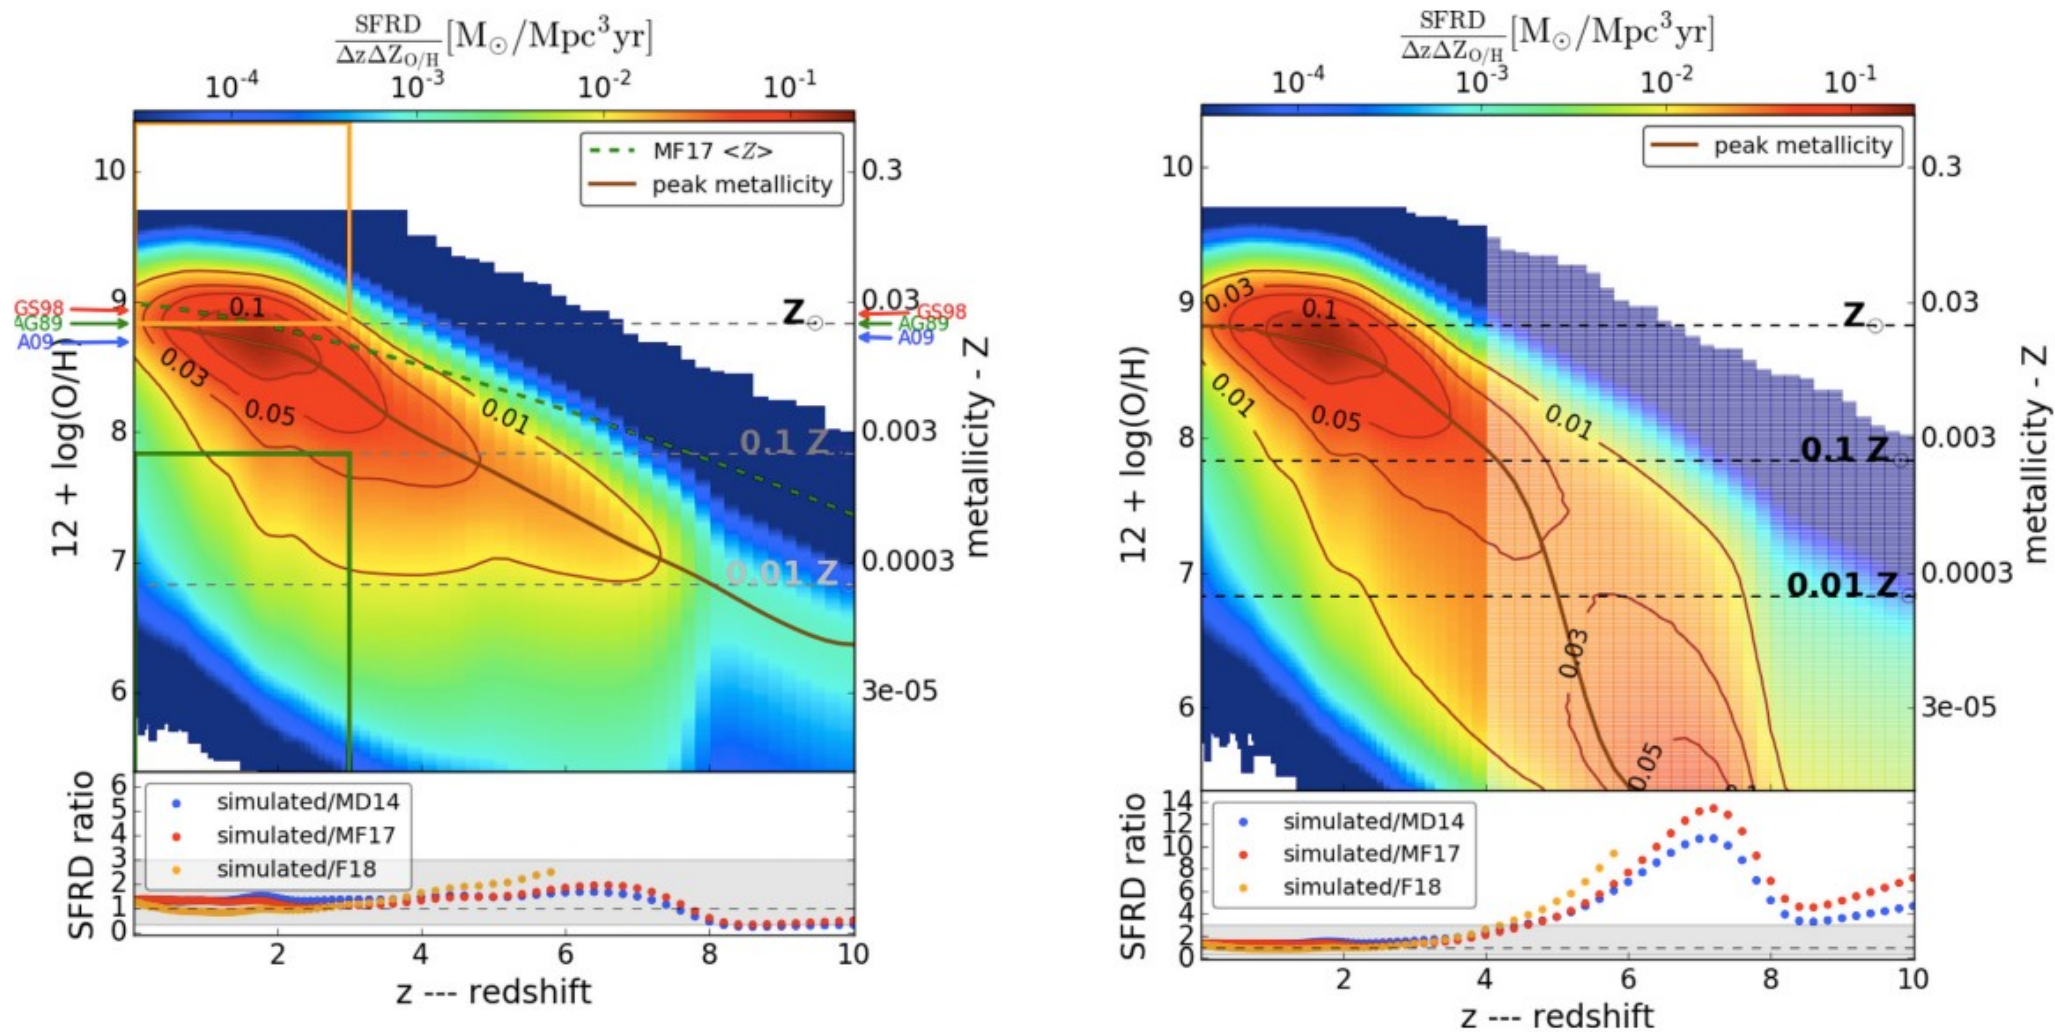 SFRD
ΔzΔZ_O/H [M⊙/Mpc³yr]
10⁻⁴ 10⁻³ 10⁻² 10⁻¹
MF17 <Z>
peak metallicity
10
9
8
7
6
12 + log(O/H)
GS98
AG89
A09
0.3
0.03
0.003
0.0003
3e-05
metallicity - Z
GS98
AG89
A09
Z⊙
0.1 Z
0.01 Z
0.1
0.03
0.05
0.01
6
5
4
3
2
1
0
SFRD ratio
simulated/MD14
simulated/MF17
simulated/F18
2 4 6 8 10
z --- redshift
SFRD
ΔzΔZ_O/H [M⊙/Mpc³yr]
10⁻⁴ 10⁻³ 10⁻² 10⁻¹
peak metallicity
10
9
8
7
6
12 + log(O/H)
0.3
0.03
0.003
0.0003
3e-05
metallicity - Z
Z⊙
0.1 Z⊙
0.01 Z⊙
0.03
0.1
0.01
0.05
0.01
0.03
0.05
14
12
10
8
6
4
2
0
SFRD ratio
simulated/MD14
simulated/MF17
simulated/F18
2 4 6 8 10
z --- redshift